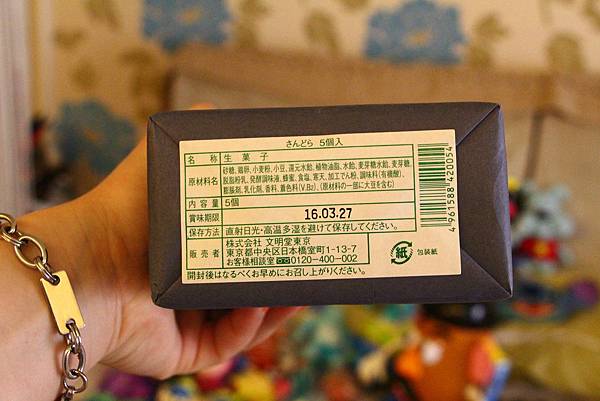 さんどら 5個入
名称 生菓子
原材料名 砂糖、鶏卵、小麦粉、小豆、還元水飴、植物油脂、水飴、麦芽糖水飴、麦芽糖、
脱脂粉乳、発酵調味液、蜂蜜、食塩、寒天、加工でん粉、調味料(有機酸)、
膨脹剤、乳化剤、香料、着色料(V.B2)、(原材料の一部に大豆を含む)
内容量 5個
賞味期限 16.03.27
保存方法 直射日光・高温多湿を避けて保存してください。
販売者 株式会社 文明堂東京
東京都中央区日本橋室町1-13-7
お客様相談室 0120-400-002
開封後はなるべくお早めにお召し上がりください。
紙 包装紙
4961588420054